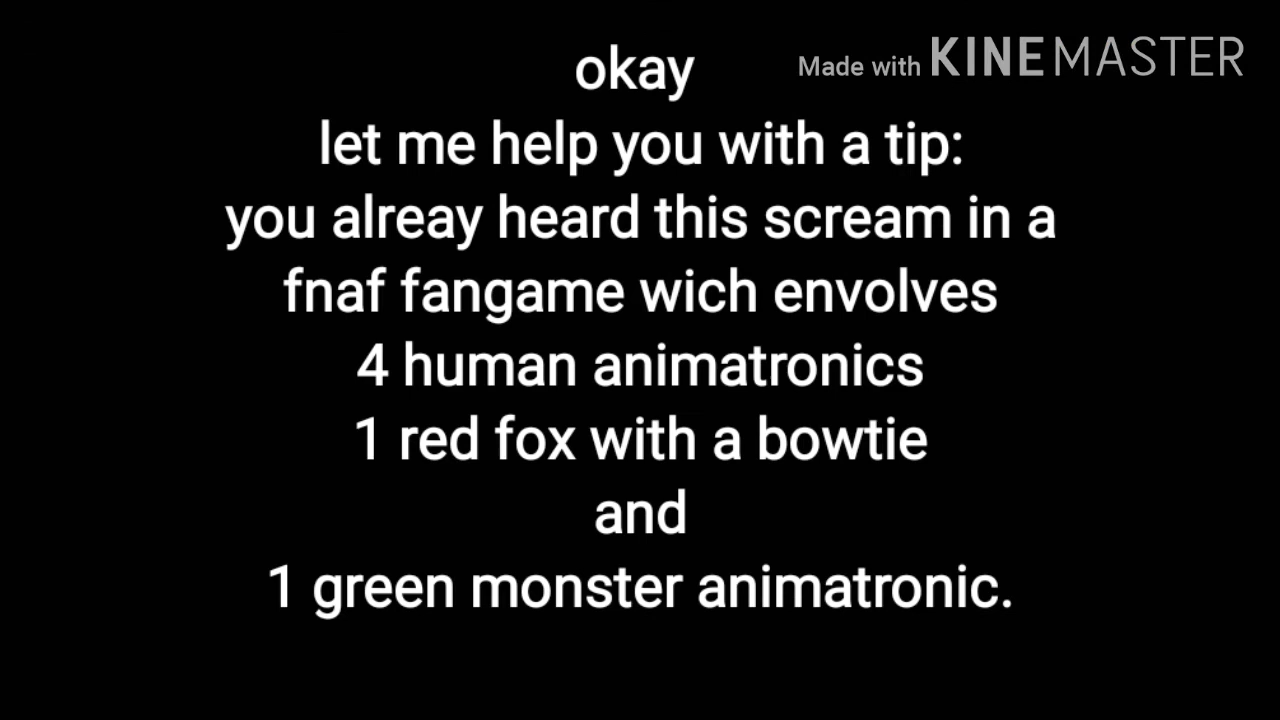 okay
Made with KINEMASTER
let me help you with a tip:
you alreay heard this scream in a
fnaf fangame wich envolves
4 human animatronics
1 red fox with a bowtie
and
1 green monster animatronic.